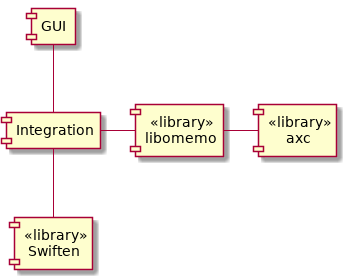 GUI
Integration
«library»
libomemo
«library»
axc
«library»
Swiften